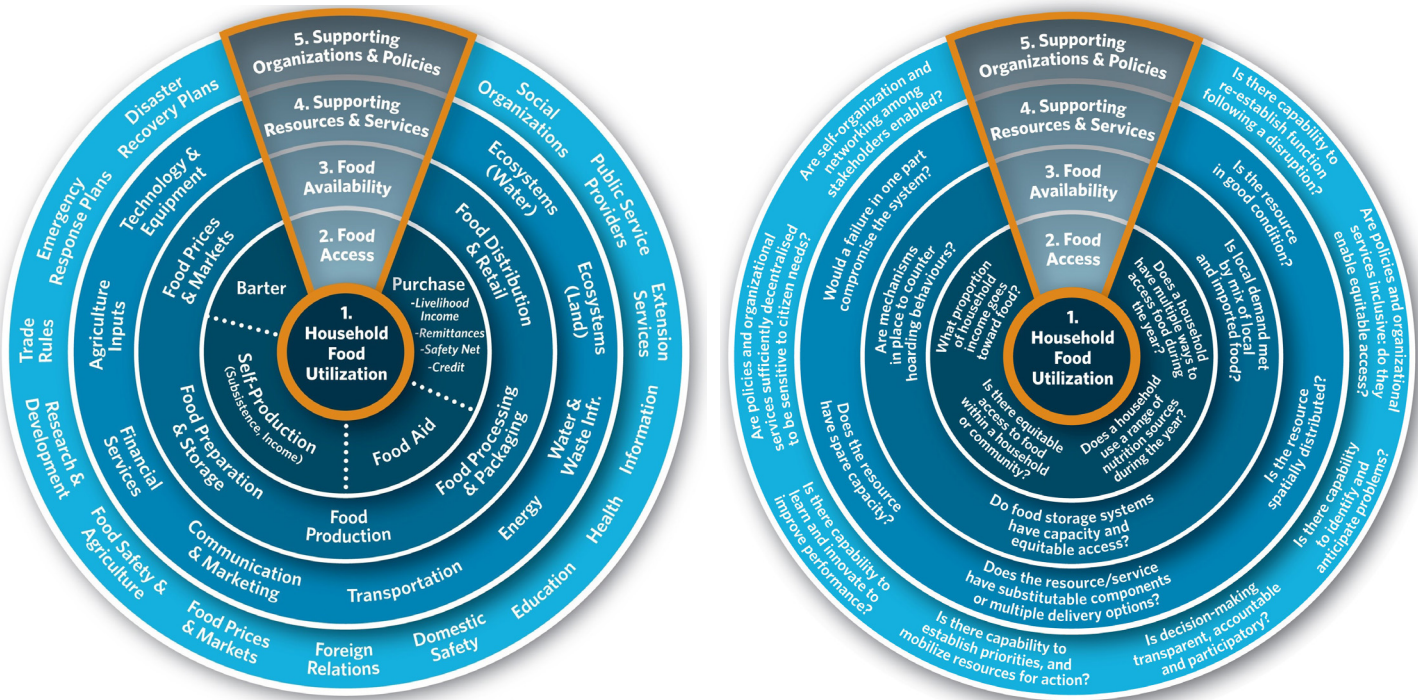 5. Supporting
Organizations & Policies
4. Supporting
Resources & Services
3. Food
Availability
2. Food
Access
1.
Household
Food
Utilization
Barter
Purchase
-Livelihood
Income
-Remittances
-Safety Net
-Credit
Food Aid
Self-Production
(Subsistence, Income)
Food Prices
& Markets
Food Distribution
& Retail
Food Processing
& Packaging
Food
Production
Food Preparation
& Storage
Technology &
Equipment
Ecosystems
(Water)
Ecosystems
(Land)
Water &
Waste Infr.
Energy
Transportation
Communication
& Marketing
Financial
Services
Agriculture
Inputs
Disaster
Recovery Plans
Social
Organizations
Public Service
Providers
Extension
Services
Information
Health
Education
Domestic
Safety
Foreign
Relations
Food Prices
& Markets
Food Safety &
Agriculture
Research &
Development
Trade
Rules
Emergency
Response Plans
5. Supporting
Organizations & Policies
4. Supporting
Resources & Services
3. Food
Availability
2. Food
Access
1.
Household
Food
Utilization
What proportion
of household
income goes
toward food?
Does a household
have multiple ways to
access food during
the year?
Does a household
use a range of
nutrition sources
during the year?
Is there equitable
access to food
within a household
or community?
Are mechanisms
in place to counter
hoarding behaviours?
Is local demand met
by mix of local
and imported food?
Do food storage systems
have capacity and
equitable access?
Would a failure in one part
compromise the system?
Is the resource
in good condition?
Is the resource
spatially distributed?
Does the resource/service
have substitutable components
or multiple delivery options?
Does the resource
have spare capacity?
Are self-organization and
networking among
stakeholders enabled?
Is there capability to
re-establish function
following a disruption?
Are policies and organizational
services inclusive: do they
enable equitable access?
Is there capability
to identify and
anticipate problems?
Is decision-making
transparent, accountable
and participatory?
Is there capability to
establish priorities, and
mobilize resources for action?
Is there capability to
learn and innovate to
improve performance?
Are policies and organizational
services sufficiently decentralised
to be sensitive to citizen needs?